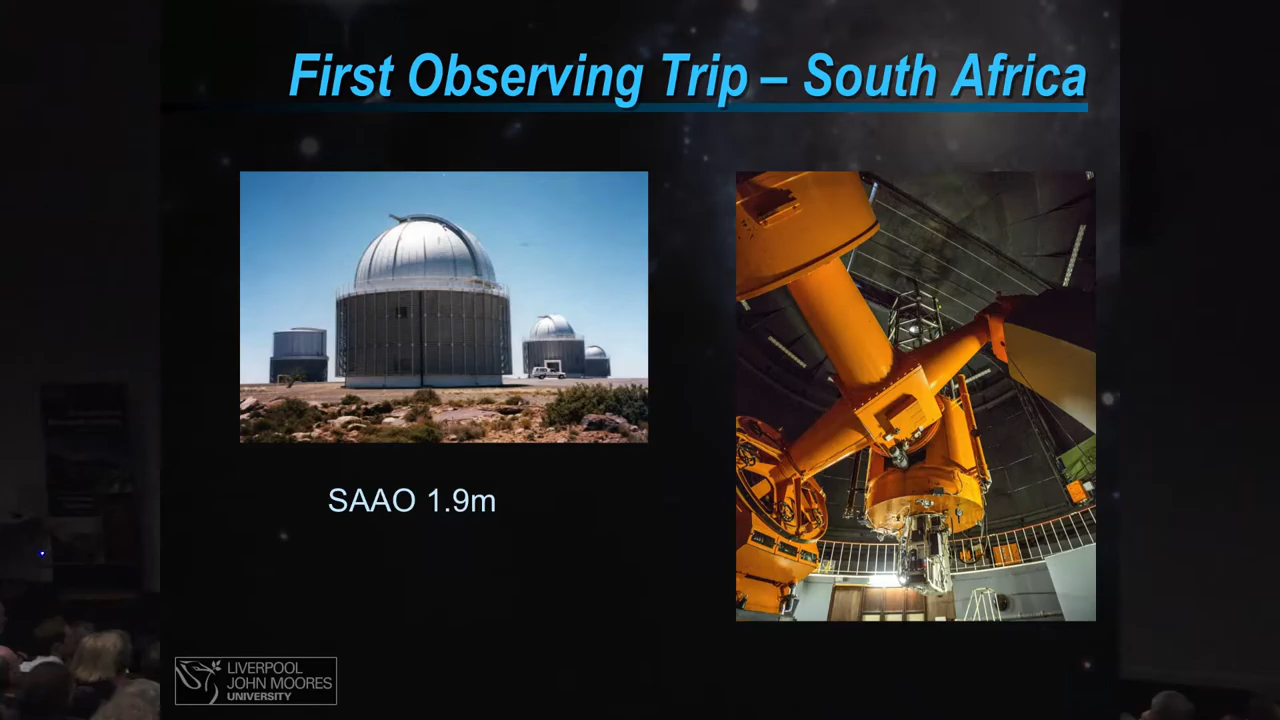 First Observing Trip – South Africa
SAAO 1.9m
LIVERPOOL
JOHN MOORES
UNIVERSITY